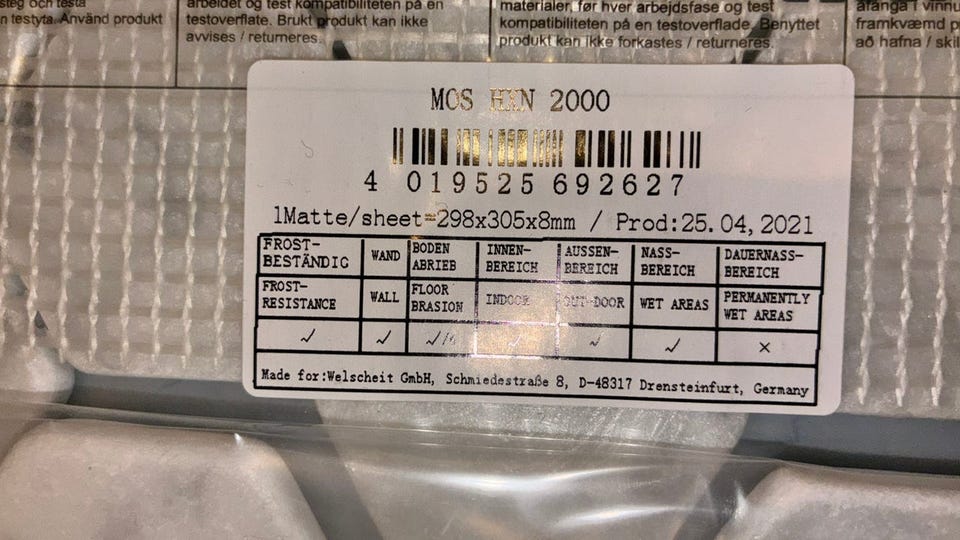 steg och testa
n testyta. Använd produkt
arbeidet og test kompatibiliteten på en
testoverflate. Brukt produkt kan ikke
avvises / returneres.
materialer, før hver arbejdsfase og test
kompatibiliteten på en testoverflade. Benyttet
produkt kan ikke forkastes / returneres.
áfanga í vinnu
framkvæmd p
að hafna / skil
MOS HXN 2000
4 019525 692627
1Matte/sheet=298x305x8mm / Prod:25.04,2021
FROST-BESTÄNDIG WAND BODEN ABRIEB INNEN-BEREICH AUSSEN-BEREICH NASS-BEREICH DAUERNASS-BEREICH
FROST-RESISTANCE WALL FLOOR BRASION INDOOR OUT-DOOR WET AREAS PERMANENTLY WET AREAS
✓ ✓ ✓ ✓ ✓ ✓ ×
Made for:Welscheit GmbH, Schmiedestraße 8, D-48317 Drensteinfurt, Germany